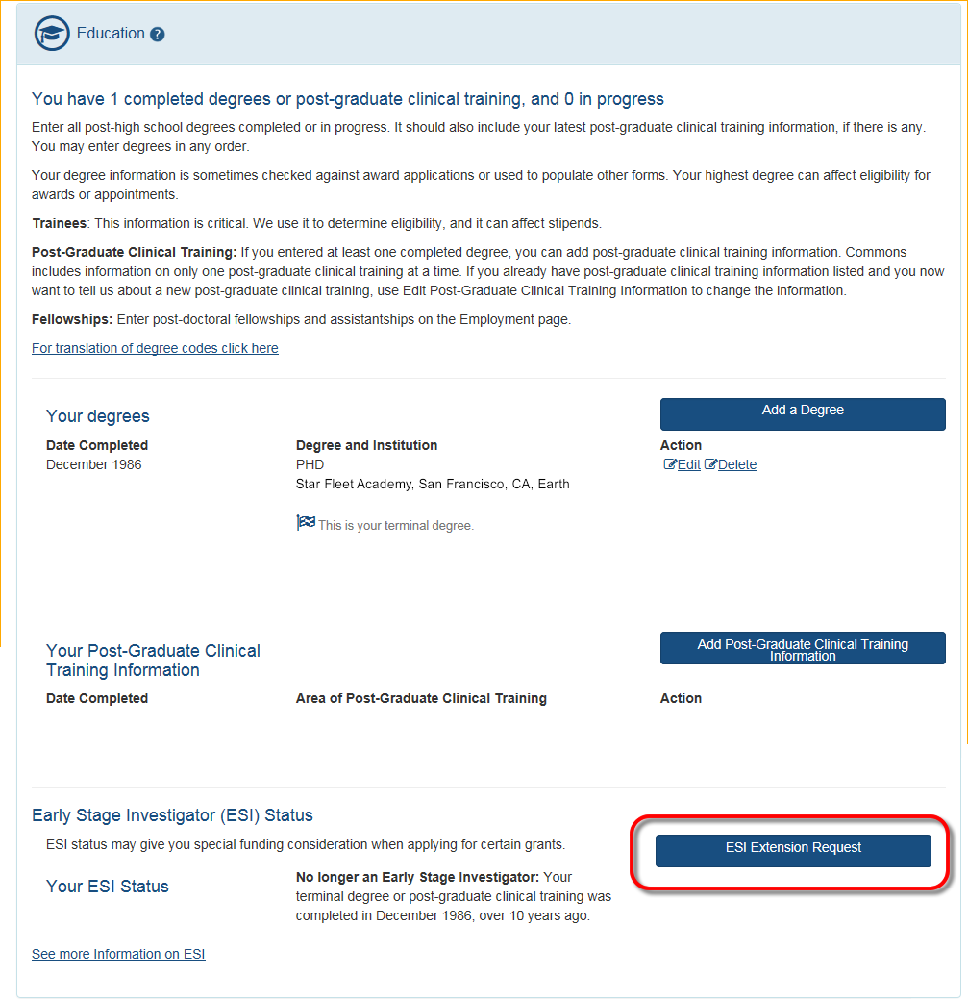 Education ?
You have 1 completed degrees or post-graduate clinical training, and 0 in progress
Enter all post-high school degrees completed or in progress. It should also include your latest post-graduate clinical training information, if there is any.
You may enter degrees in any order.
Your degree information is sometimes checked against award applications or used to populate other forms. Your highest degree can affect eligibility for
awards or appointments.
Trainees: This information is critical. We use it to determine eligibility, and it can affect stipends.
Post-Graduate Clinical Training: If you entered at least one completed degree, you can add post-graduate clinical training information. Commons
includes information on only one post-graduate clinical training at a time. If you already have post-graduate clinical training information listed and you now
want to tell us about a new post-graduate clinical training, use Edit Post-Graduate Clinical Training Information to change the information.
Fellowships: Enter post-doctoral fellowships and assistantships on the Employment page.
For translation of degree codes click here
Your degrees
Add a Degree
Date Completed
Degree and Institution
Action
December 1986
PHD
Edit Delete
Star Fleet Academy, San Francisco, CA, Earth
This is your terminal degree.
Your Post-Graduate Clinical
Training Information
Add Post-Graduate Clinical Training
Information
Date Completed
Area of Post-Graduate Clinical Training
Action
Early Stage Investigator (ESI) Status
ESI status may give you special funding consideration when applying for certain grants.
ESI Extension Request
Your ESI Status
No longer an Early Stage Investigator: Your
terminal degree or post-graduate clinical training was
completed in December 1986, over 10 years ago.
See more Information on ESI